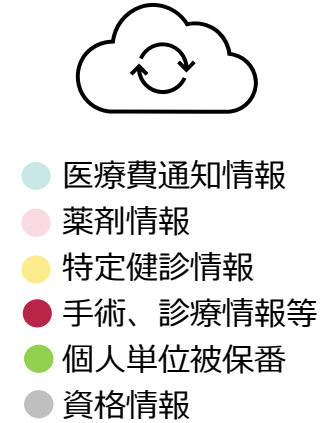 医療費通知情報
薬剤情報
特定健診情報
手術、診療情報等
個人単位被保番
資格情報